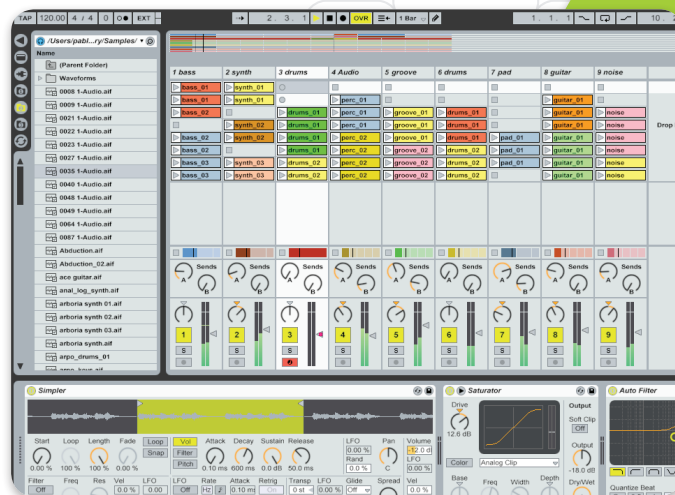 TAP 120.00 4 / 4 EXT 2. 3. 1 OVR 1 Bar 1. 1. 1 10.
/Users/pabl...ry/Samples/
Name
(Parent Folder)
Waveforms
0008 1-Audio.aif
0009 1-Audio.aif
0021 1-Audio.aif
0022 1-Audio.aif
0023 1-Audio.aif
0027 1-Audio.aif
0035 1-Audio.aif
0040 1-Audio.aif
0048 1-Audio.aif
0049 1-Audio.aif
0064 1-Audio.aif
0087 1-Audio.aif
Abduction.aif
Abduction_02.aif
ace guitar.aif
anal_log_synth.aif
arboria synth 01.aif
arboria synth 02.aif
arboria synth 03.aif
arboria synth.aif
arpo_drums_01
1 bass 2 synth 3 drums 4 Audio 5 groove 6 drums 7 pad 8 guitar 9 noise
bass_01 synth_01
bass_01 synth_01 perc_01 guitar_01
bass_02 drums_01 perc_01 groove_01 drums_01 guitar_01 noise
synth_02 drums_01 perc_01 groove_01 drums_01 guitar_01 noise Drop
bass_02 synth_02 drums_01 perc_02 groove_01 drums_01 pad_01 guitar_01 noise
bass_02 drums_01 perc_02 groove_02 drums_02 pad_01 guitar_01 noise
bass_03 synth_03 drums_02 perc_02 groove_02 drums_02 pad_01 guitar_01 noise
bass_03 synth_03 drums_02 perc_02 groove_02 drums_02 guitar_01 noise
Sends Sends Sends Sends Sends Sends Sends Sends Sends
A B A B A B A B A B A B A B A B A B
1 2 3 4 5 6 7 8 9
S S S S S S S S S
Simpler
Start Loop Length Fade Loop Vol Attack Decay Sustain Release LFO Pan Volume
Snap Filter 0.00 % -12.0 d
Rand LFO
0.00 % 100 % 100 % 0.00 % Pitch 0.10 ms 600 ms 0.0 dB 50.0 ms 0.0 % C 0.00 %
Filter Freq Res Vel LFO LFO Rate Attack Retrig Transp LFO Glide Spread Vel
Off 0.0 % 0.00 Off Hz 0.10 m On 0 st 0.00 % Off 0.0 %
Saturator
Drive Output
Soft Clip
12.6 dB Off
Output
Color Analog Clip -18.0 dB
Base Freq Width Depth Dry/Wet
Auto Filter
Quantize Beat